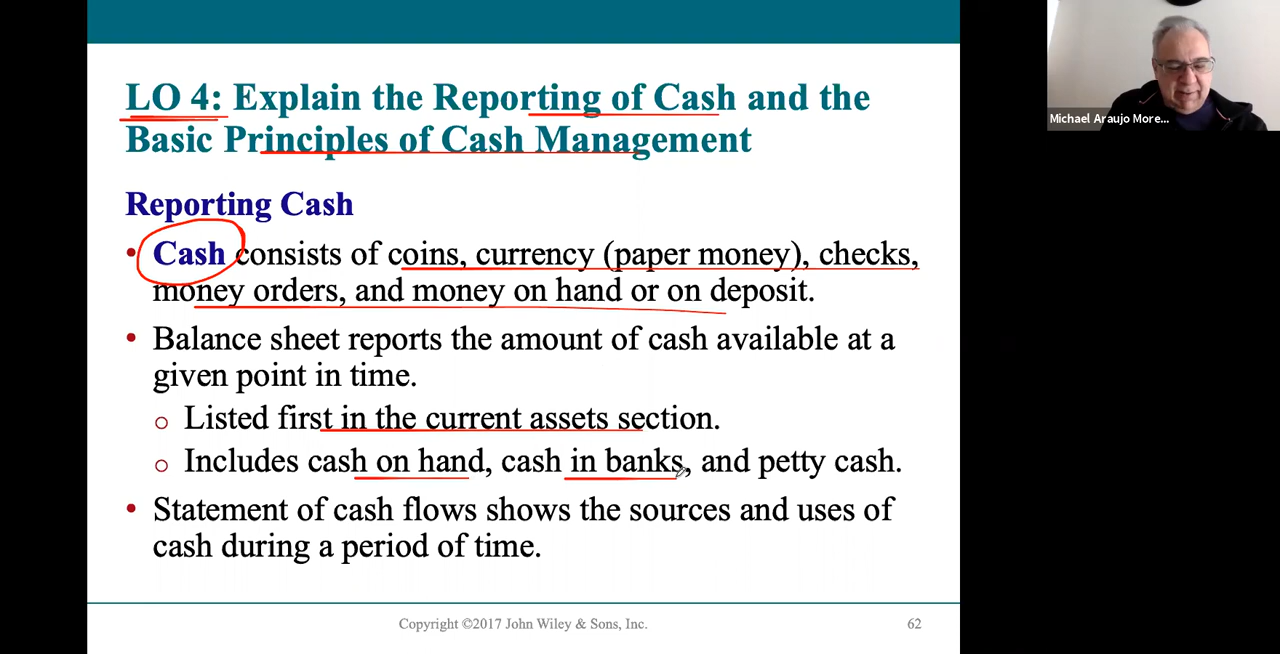 LO 4: Explain the Reporting of Cash and the
Basic Principles of Cash Management
Reporting Cash
• Cash consists of coins, currency (paper money), checks,
money orders, and money on hand or on deposit.
• Balance sheet reports the amount of cash available at a
given point in time.
o Listed first in the current assets section.
o Includes cash on hand, cash in banks, and petty cash.
• Statement of cash flows shows the sources and uses of
cash during a period of time.
Copyright ©2017 John Wiley & Sons, Inc.
62
Michael Araujo More...